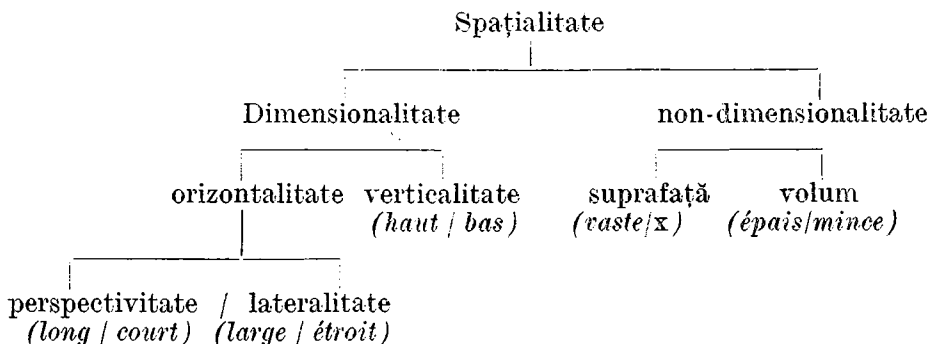 Spațialitate
Dimensionalitate non-dimensionalitate
orizontalitate verticalitate suprafață volum
(haut / bas) (vaste/x) (épais/mince)
perspectivitate / lateralitate
(long / court) (large / étroit)